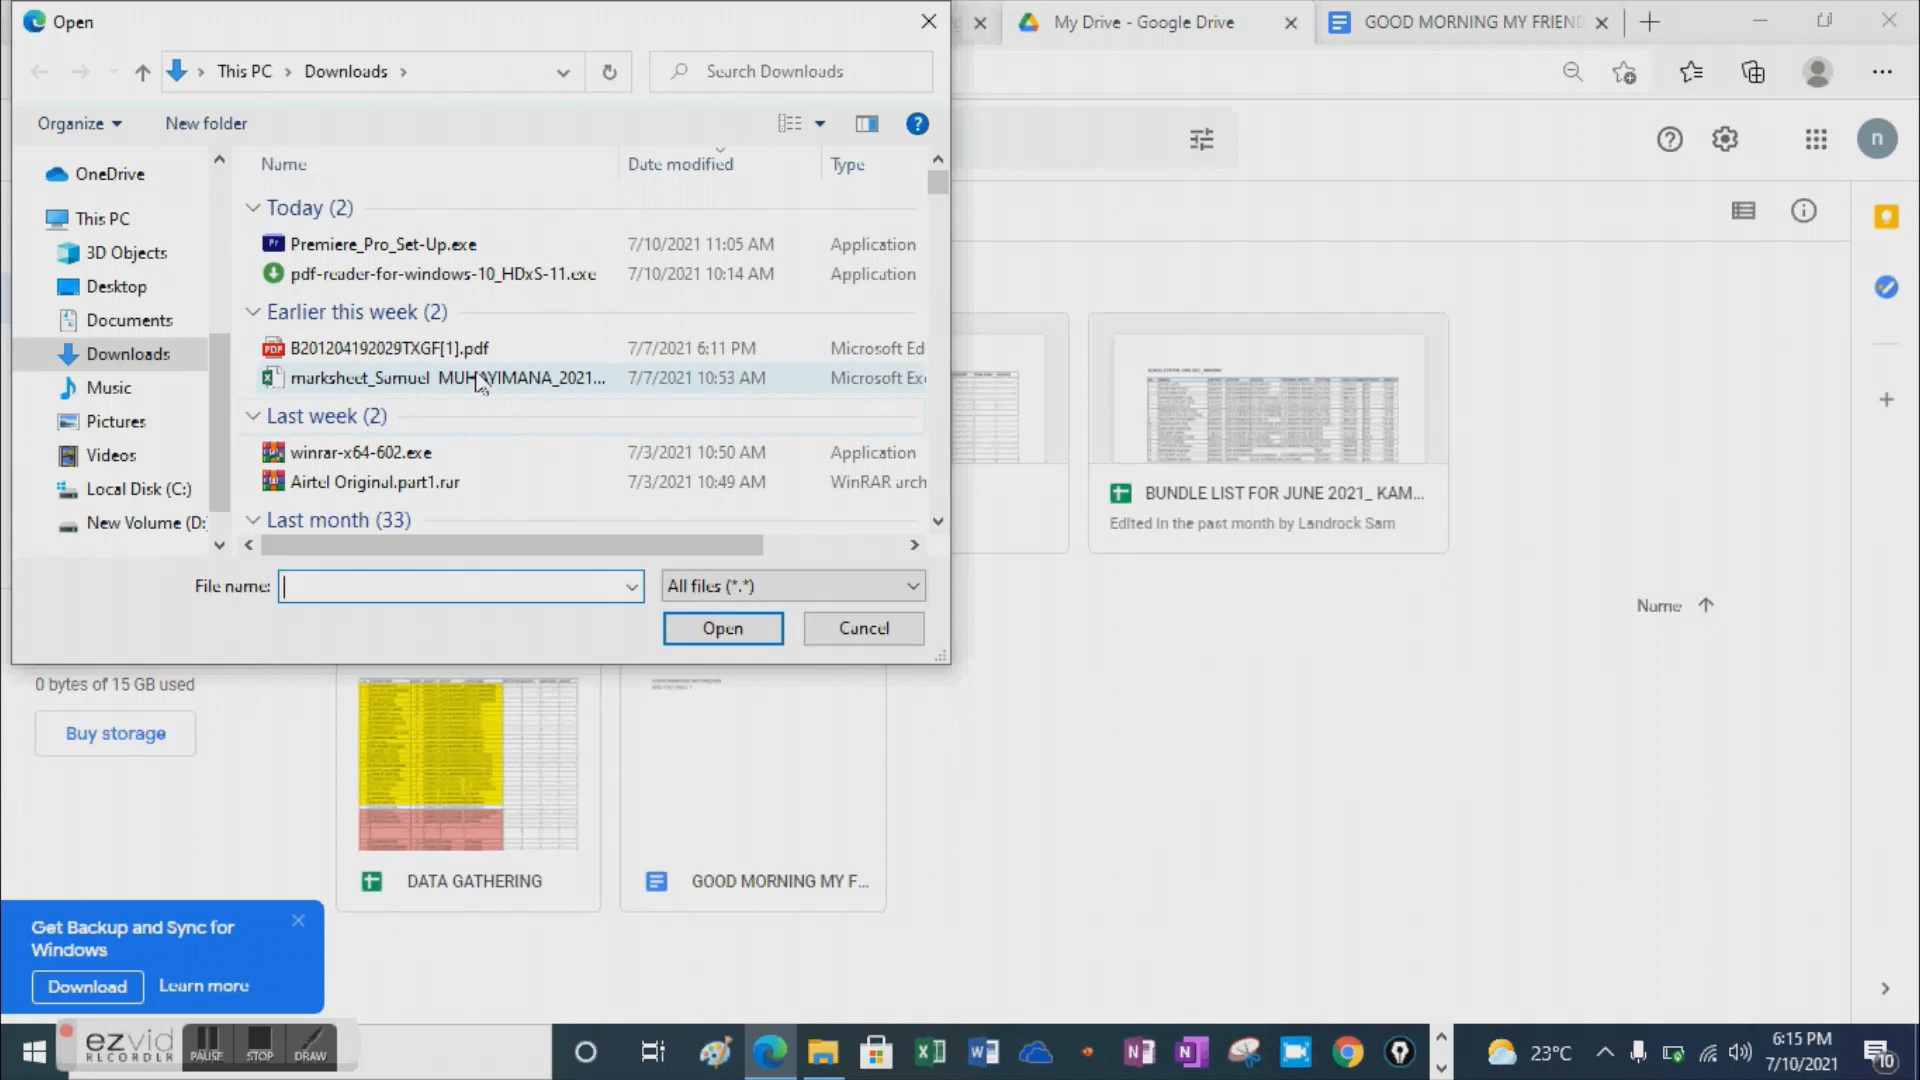 Open
My Drive - Google Drive
GOOD MORNING MY FRIEND
This PC > Downloads >
Search Downloads
Organize
New folder
n
Name
Date modified
Type
OneDrive
This PC
3D Objects
Desktop
Documents
Downloads
Music
Pictures
Videos
Local Disk (C:)
New Volume (D:
Today (2)
Premiere_Pro_Set-Up.exe 7/10/2021 11:05 AM Application
pdf-reader-for-windows-10_HDxS-11.exe 7/10/2021 10:14 AM Application
Earlier this week (2)
B201204192029TXGF[1].pdf 7/7/2021 6:11 PM Microsoft Ed
marksheet_Samuel MUHAYIMANA_2021... 7/7/2021 10:53 AM Microsoft Ex
Last week (2)
winrar-x64-602.exe 7/3/2021 10:50 AM Application
Airtel Original.part1.rar 7/3/2021 10:49 AM WinRAR arch
Last month (33)
File name:
All files (*.*)
Open
Cancel
BUNDLE LIST FOR JUNE 2021_ KAM...
Edited in the past month by Landrock Sam
Name
0 bytes of 15 GB used
Buy storage
DATA GATHERING
GOOD MORNING MY F...
Get Backup and Sync for
Windows
Download
Learn more
ezvid
RECORDER
PAUSE
STOP
DRAW
23°C
6:15 PM
7/10/2021
10